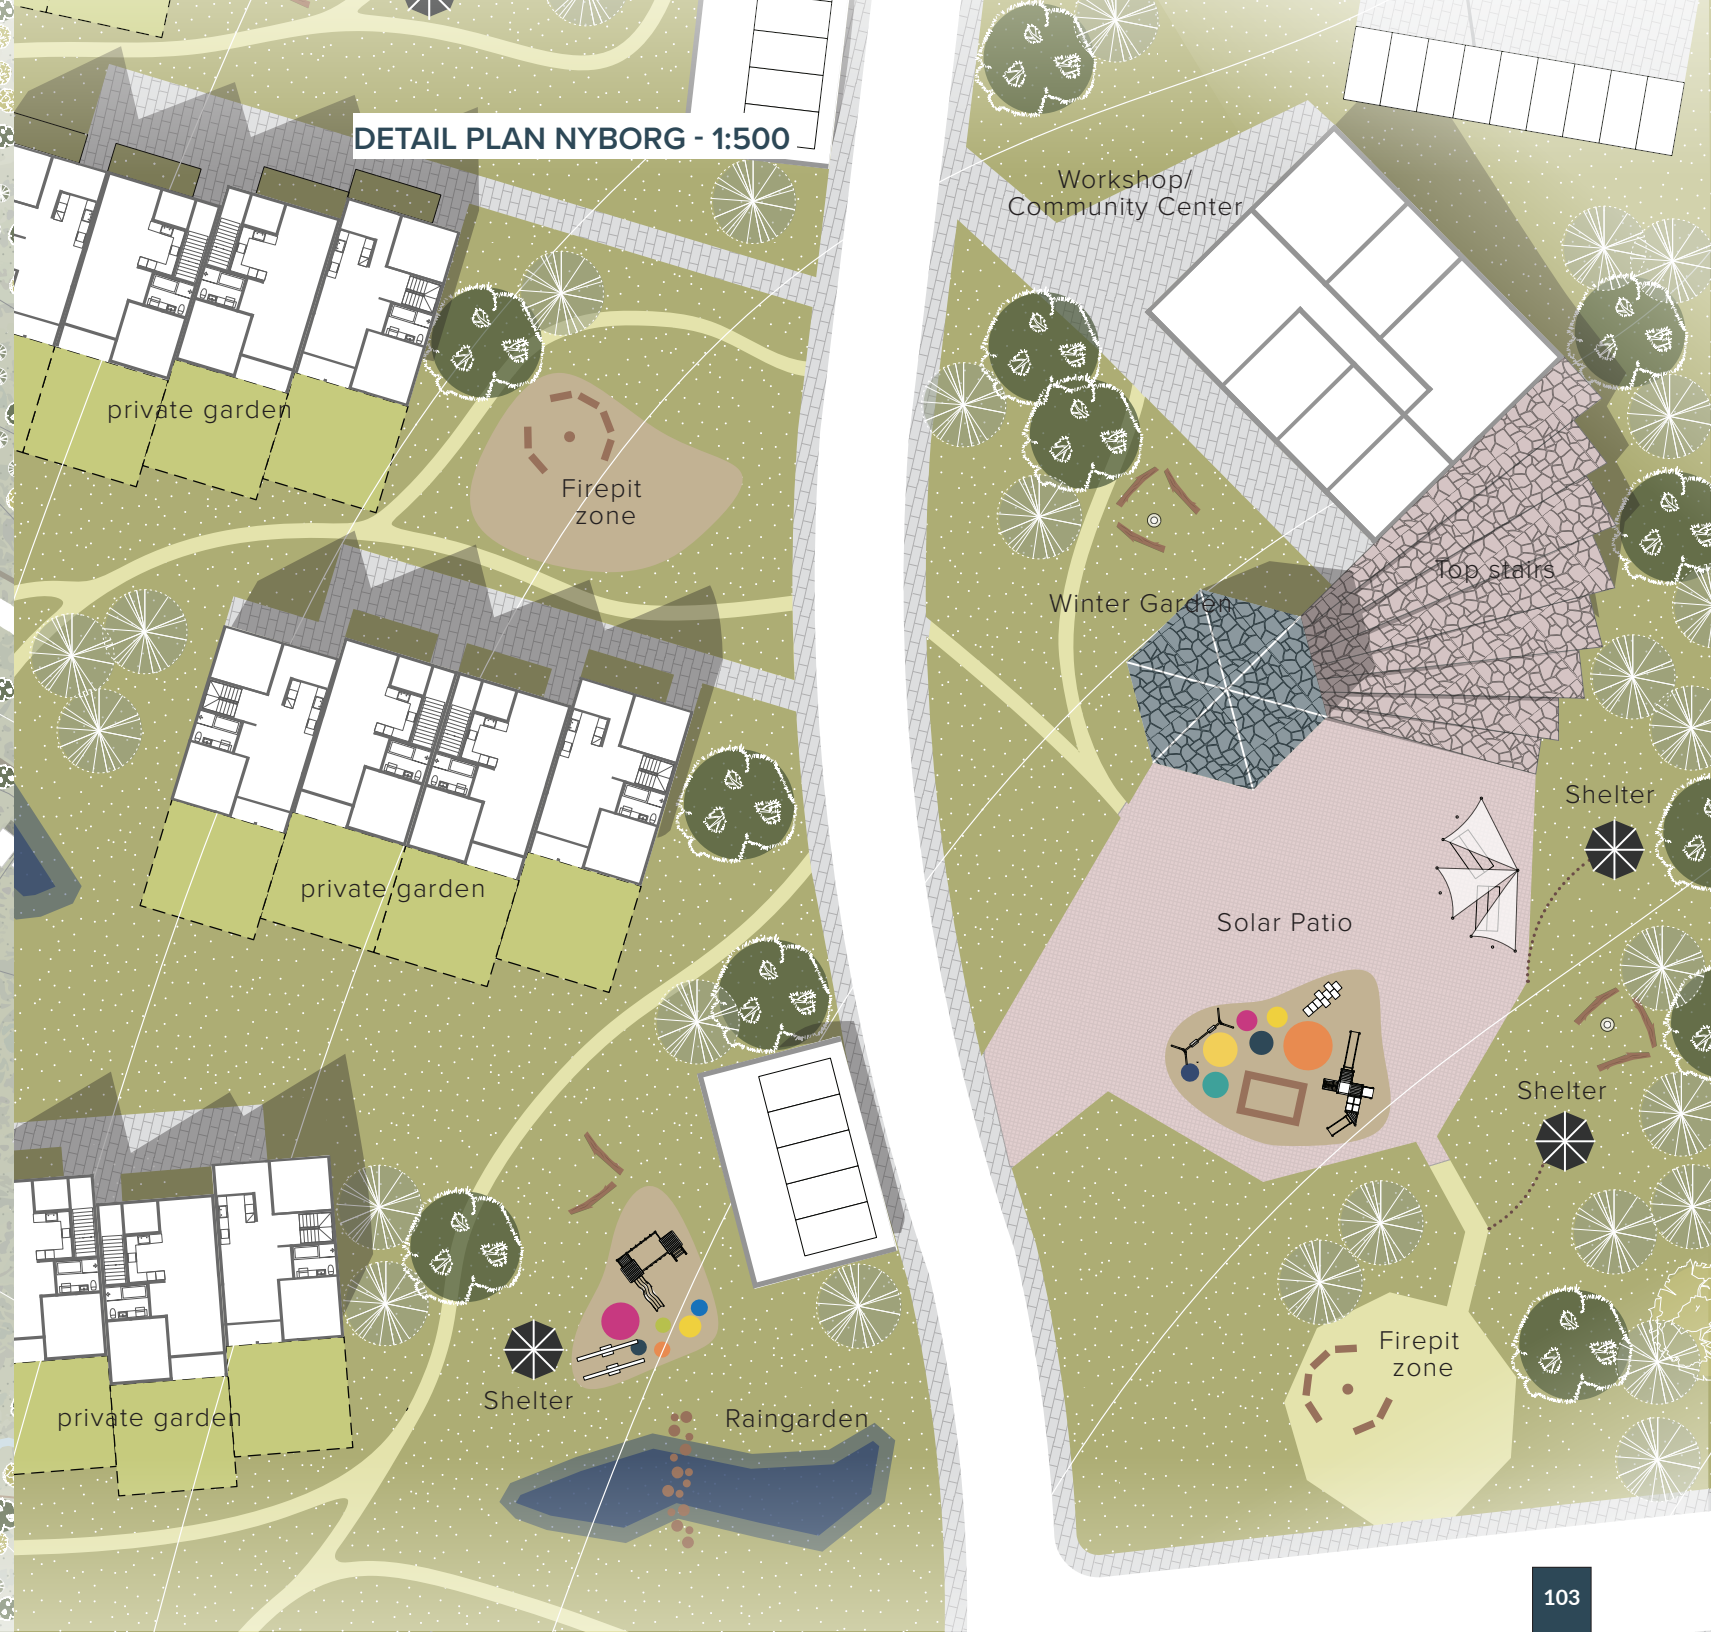 DETAIL PLAN NYBORG - 1:500
Workshop/
Community Center
private garden
Firepit
zone
Top stairs
Winter Garden
Shelter
private garden
Solar Patio
Shelter
Firepit
zone
Shelter
Raingarden
private garden
103